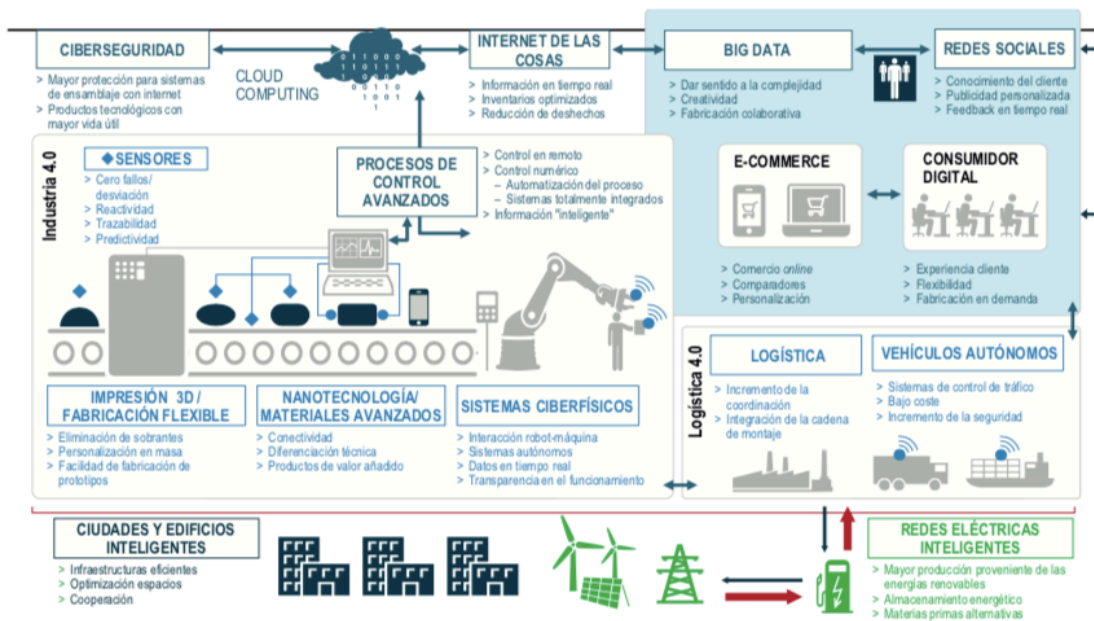 CIBERSEGURIDAD
> Mayor protección para sistemas
de ensamblaje con internet
> Productos tecnológicos con
mayor vida útil
CLOUD
COMPUTING
INTERNET DE LAS
COSAS
> Información en tiempo real
> Inventarios optimizados
> Reducción de deshechos
BIG DATA
> Dar sentido a la complejidad
> Creatividad
> Fabricación colaborativa
REDES SOCIALES
> Conocimiento del cliente
> Publicidad personalizada
> Feedback en tiempo real
Industria 4.0
SENSORES
> Cero fallos/
desviación
> Reactividad
> Trazabilidad
> Predictividad
PROCESOS DE
CONTROL
AVANZADOS
> Control en remoto
> Control numérico
– Automatización del proceso
– Sistemas totalmente integrados
> Información "inteligente"
E-COMMERCE
> Comercio online
> Comparadores
> Personalización
CONSUMIDOR
DIGITAL
> Experiencia cliente
> Flexibilidad
> Fabricación en demanda
IMPRESIÓN 3D /
FABRICACIÓN FLEXIBLE
> Eliminación de sobrantes
> Personalización en masa
> Facilidad de fabricación de
prototipos
NANOTECNOLOGÍA/
MATERIALES AVANZADOS
> Conectividad
> Diferenciación técnica
> Productos de valor añadido
SISTEMAS CIBERFÍSICOS
> Interacción robot-máquina
> Sistemas autónomos
> Datos en tiempo real
> Transparencia en el funcionamiento
Logística 4.0
LOGÍSTICA
> Incremento de la
coordinación
> Integración de la cadena
de montaje
VEHÍCULOS AUTÓNOMOS
> Sistemas de control de tráfico
> Bajo coste
> Incremento de la seguridad
CIUDADES Y EDIFICIOS
INTELIGENTES
> Infraestructuras eficientes
> Optimización espacios
> Cooperación
REDES ELÉCTRICAS
INTELIGENTES
> Mayor producción proveniente de las
energías renovables
> Almacenamiento energético
> Materias primas alternativas